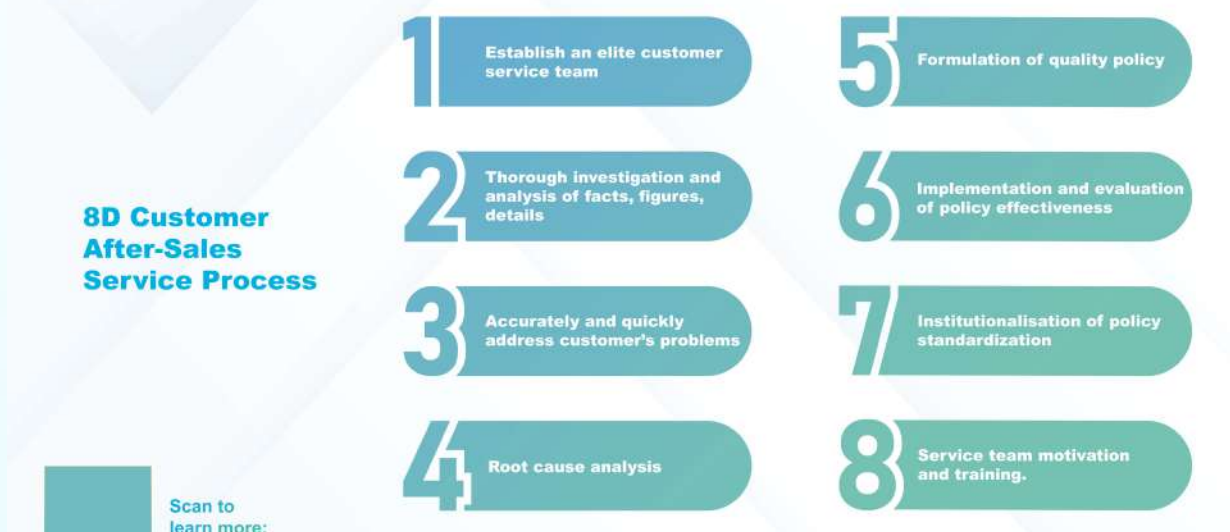 8D Customer
After-Sales
Service Process
1
Establish an elite customer
service team
2
Thorough investigation and
analysis of facts, figures,
details
3
Accurately and quickly
address customer's problems
4
Root cause analysis
5
Formulation of quality policy
6
Implementation and evaluation
of policy effectiveness
7
Institutionalisation of policy
standardization
8
Service team motivation
and training.
Scan to
learn more: